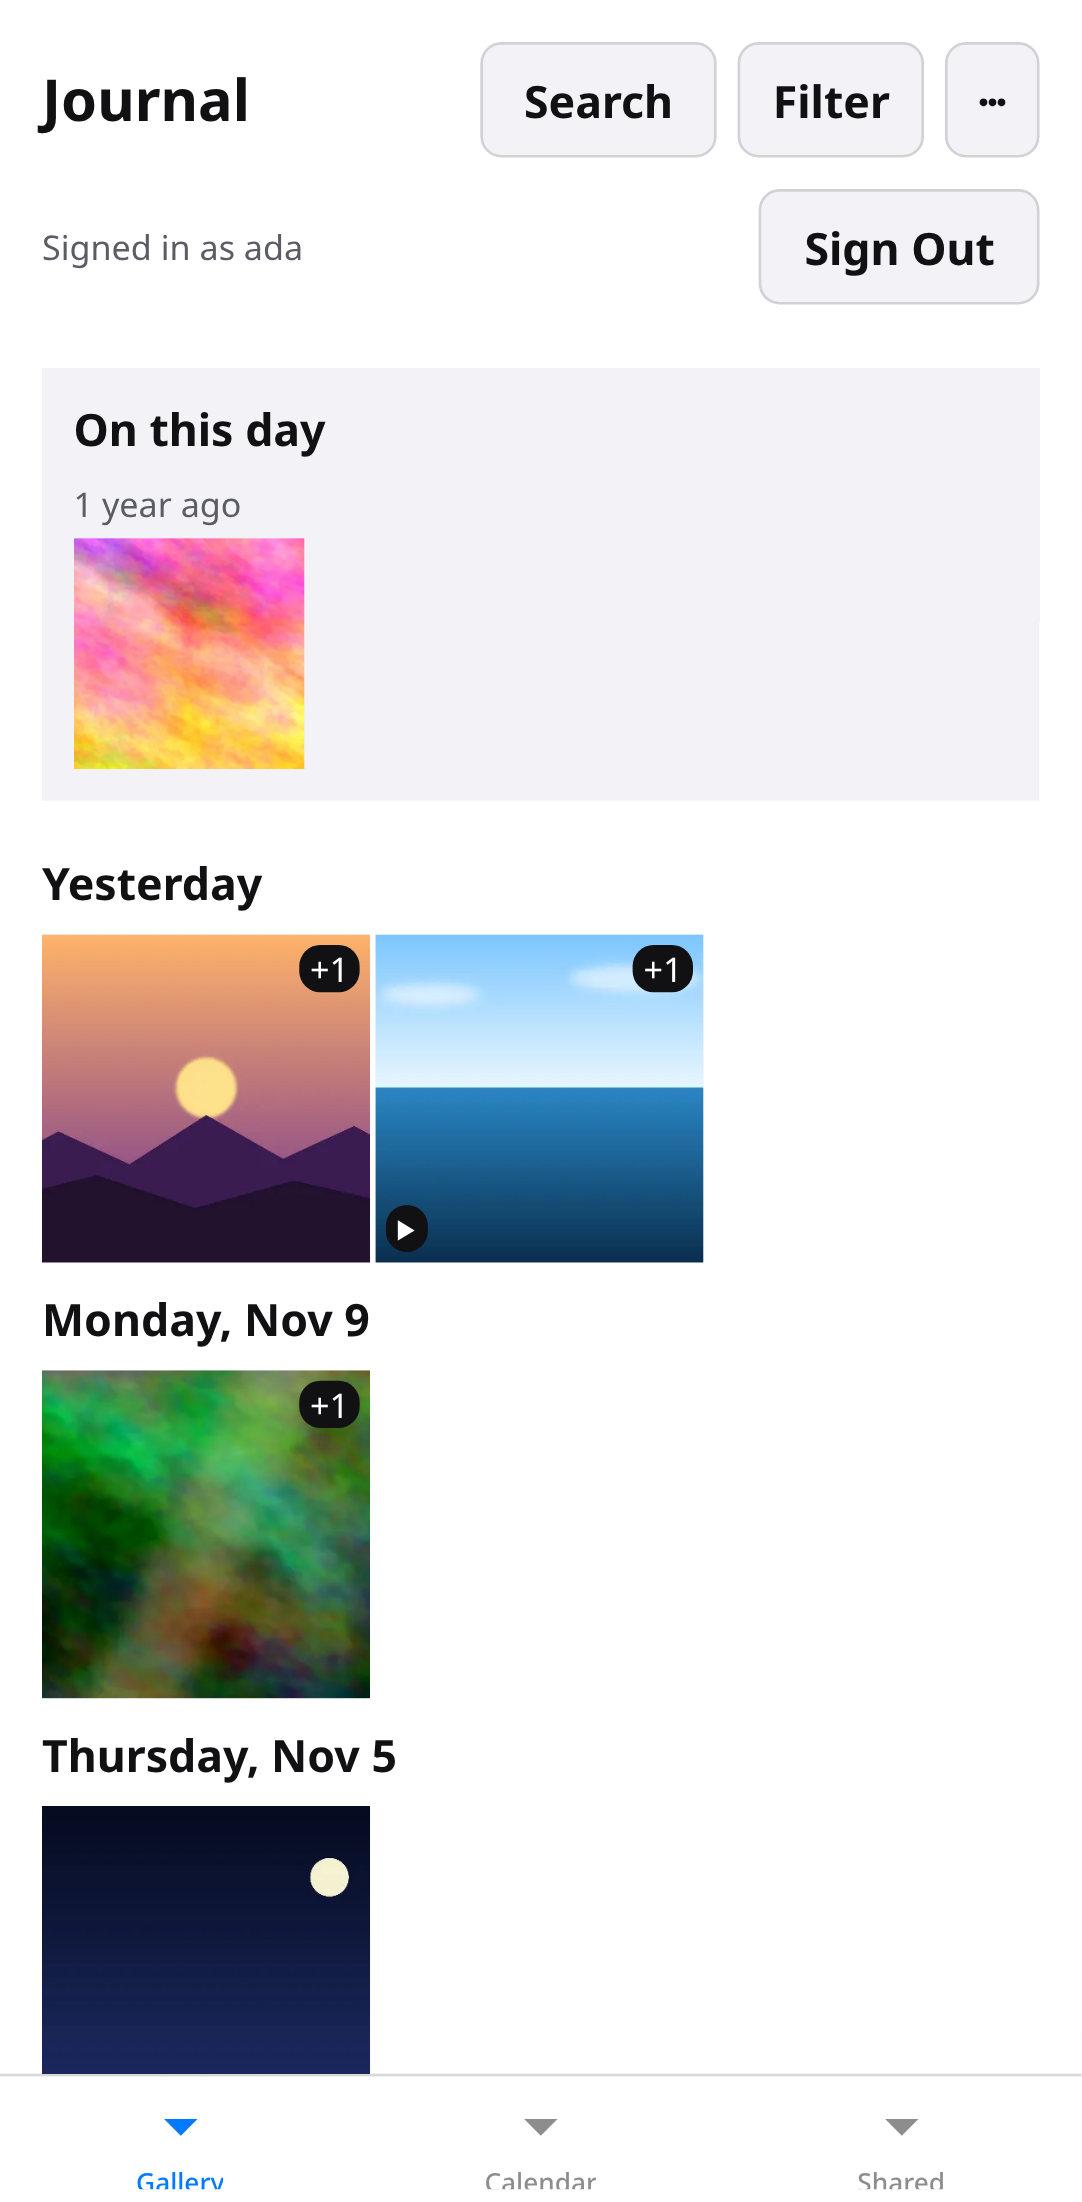 Journal
Search
Filter
•••
Signed in as ada
Sign Out
On this day
1 year ago
Yesterday
+1
+1
Monday, Nov 9
+1
Thursday, Nov 5
Gallery
Calendar
Shared